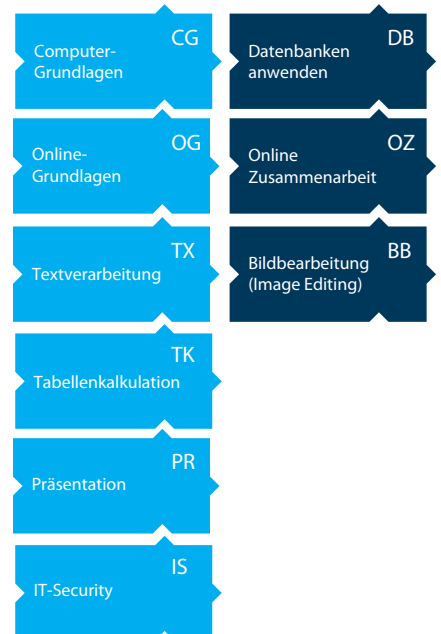 CG
Computer-
Grundlagen
DB
Datenbanken
anwenden
OG
Online-
Grundlagen
OZ
Online
Zusammenarbeit
TX
Textverarbeitung
BB
Bildbearbeitung
(Image Editing)
TK
Tabellenkalkulation
PR
Präsentation
IS
IT-Security